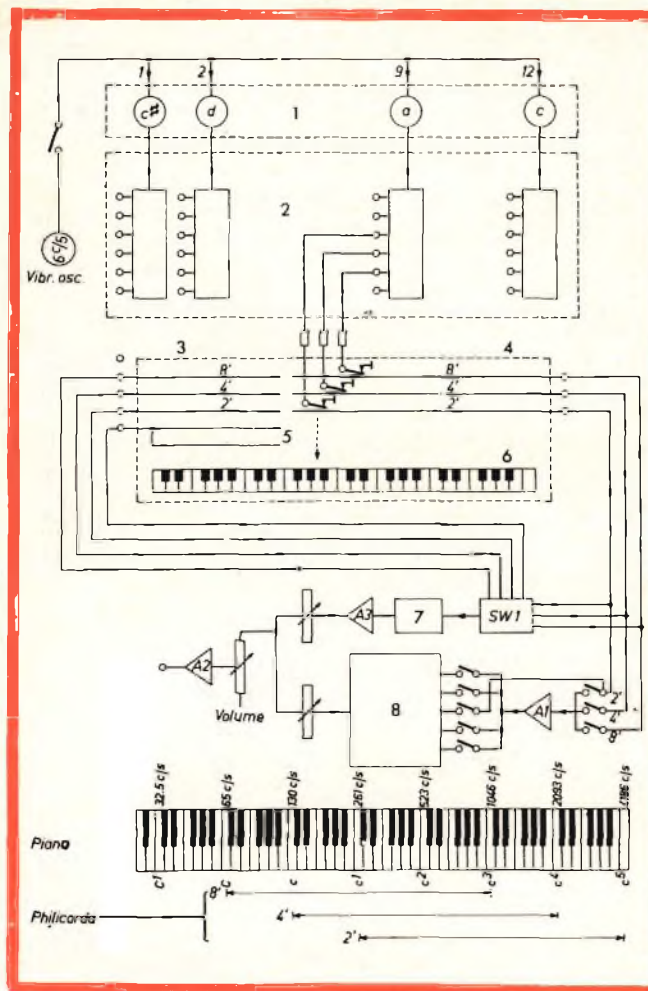 1 2 9 12
c# d 1 a c
2
6 c/s
Vibr. osc.
3 4
8' 8'
4' 4'
2' 2'
5
6
A3 7 SW1
A2
Volume
8 A1
2'
4'
8'
32.5 c/s 65 c/s 130 c/s 261 c/s 523 c/s 1046 c/s 2093 c/s 4186 c/s
Piano
C1 C c c1 c2 c3 c4 c5
8'
Philicorda
4'
2'